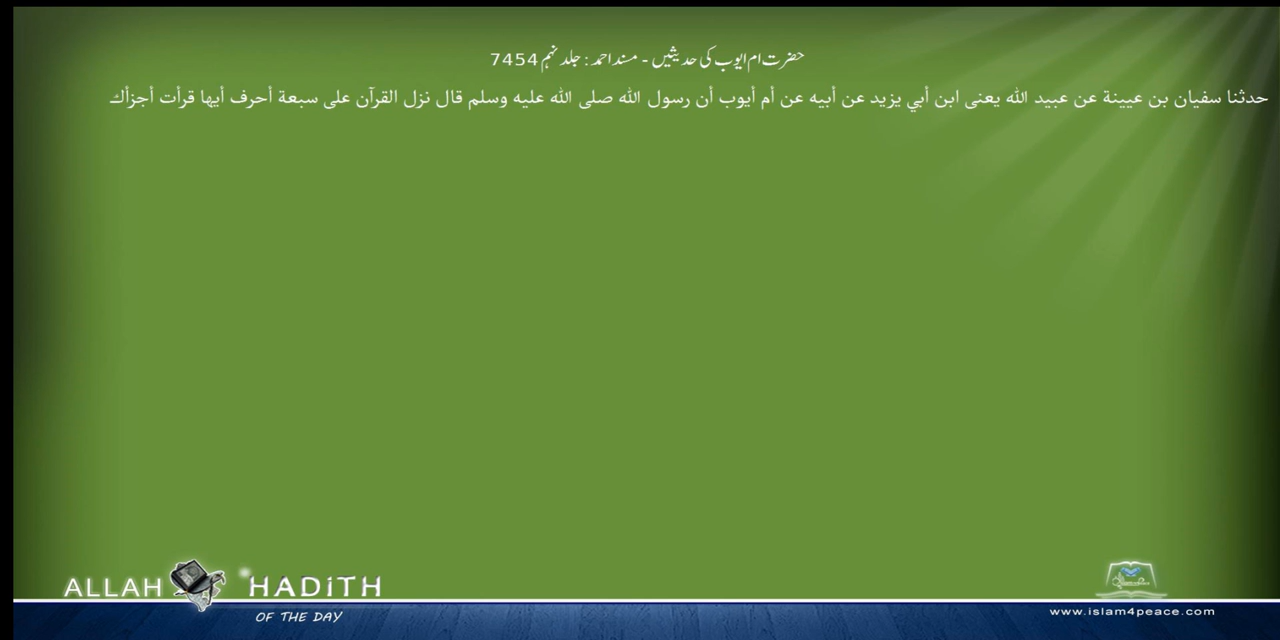 حضرت ام ایوب کی حدیثیں - مسند احمد : جلد نہم 7454
حدثنا سفيان بن عيينة عن عبيد الله يعنى ابن أبي يزيد عن أبيه عن أم أيوب أن رسول الله صلى الله عليه وسلم قال نزل القرآن على سبعة أحرف أيها قرأت أجزأك
ALLAH HADITH
OF THE DAY
www.islam4peace.com